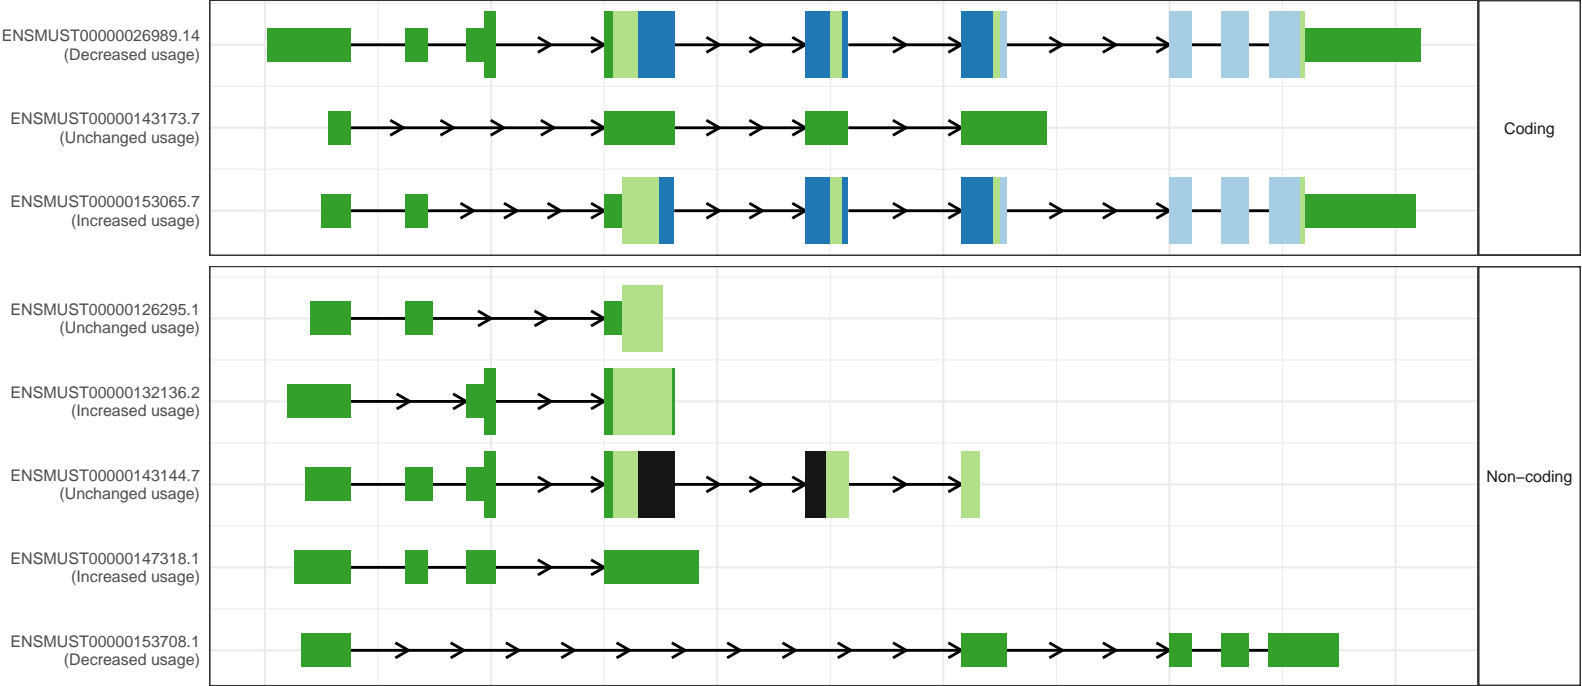 ENSMUST00000026989.14
(Decreased usage)
ENSMUST00000143173.7
(Unchanged usage)
ENSMUST00000153065.7
(Increased usage)
Coding
ENSMUST00000126295.1
(Unchanged usage)
ENSMUST00000132136.2
(Increased usage)
ENSMUST00000143144.7
(Unchanged usage)
ENSMUST00000147318.1
(Increased usage)
ENSMUST00000153708.1
(Decreased usage)
Non−coding